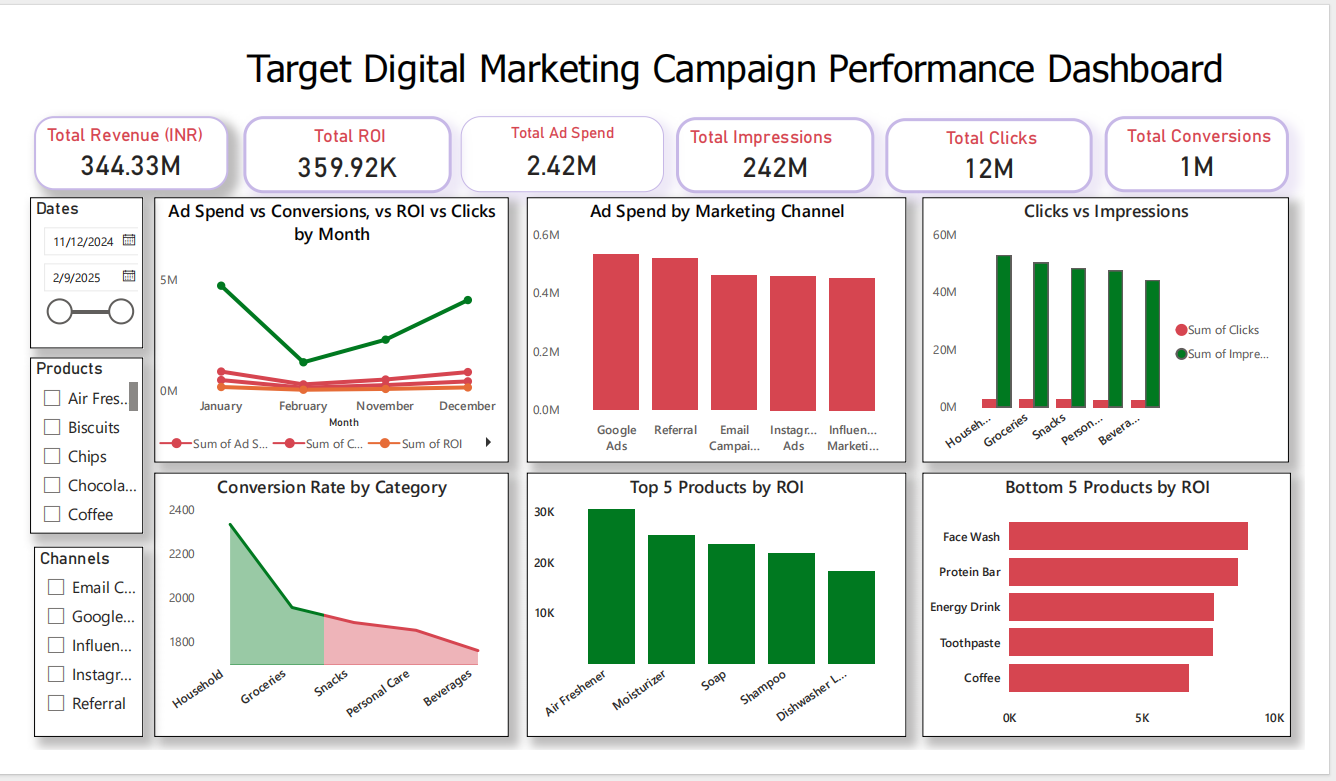 Target Digital Marketing Campaign Performance Dashboard
Total Revenue (INR)
344.33M
Total ROI
359.92K
Total Ad Spend
2.42M
Total Impressions
242M
Total Clicks
12M
Total Conversions
1M
Dates
11/12/2024
2/9/2025
Products
Air Fres...
Biscuits
Chips
Chocola...
Coffee
Channels
Email C...
Google...
Influen...
Instagr...
Referral
Ad Spend vs Conversions, vs ROI vs Clicks
by Month
5M
0M
January February November December
Month
Sum of Ad S... Sum of C... Sum of ROI
Ad Spend by Marketing Channel
0.6M
0.4M
0.2M
0.0M
Google
Ads
Referral
Email
Campai...
Instagr...
Ads
Influen...
Marketi...
Clicks vs Impressions
60M
40M
20M
0M
Househ...
Groceries
Snacks
Person...
Bevera...
Sum of Clicks
Sum of Impre...
Conversion Rate by Category
2400
2200
2000
1800
Household
Groceries
Snacks
Personal Care
Beverages
Top 5 Products by ROI
30K
20K
10K
Air Freshener
Moisturizer
Soap
Shampoo
Dishwasher L...
Bottom 5 Products by ROI
Face Wash
Protein Bar
Energy Drink
Toothpaste
Coffee
0K 5K 10K